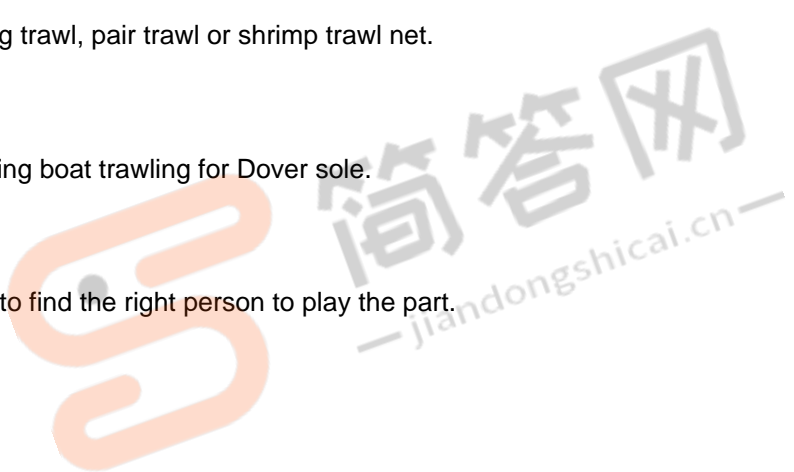 g trawl, pair trawl or shrimp trawl net.
ing boat trawling for Dover sole.
to find the right person to play the part.
简答网
jiandongshicai.cn